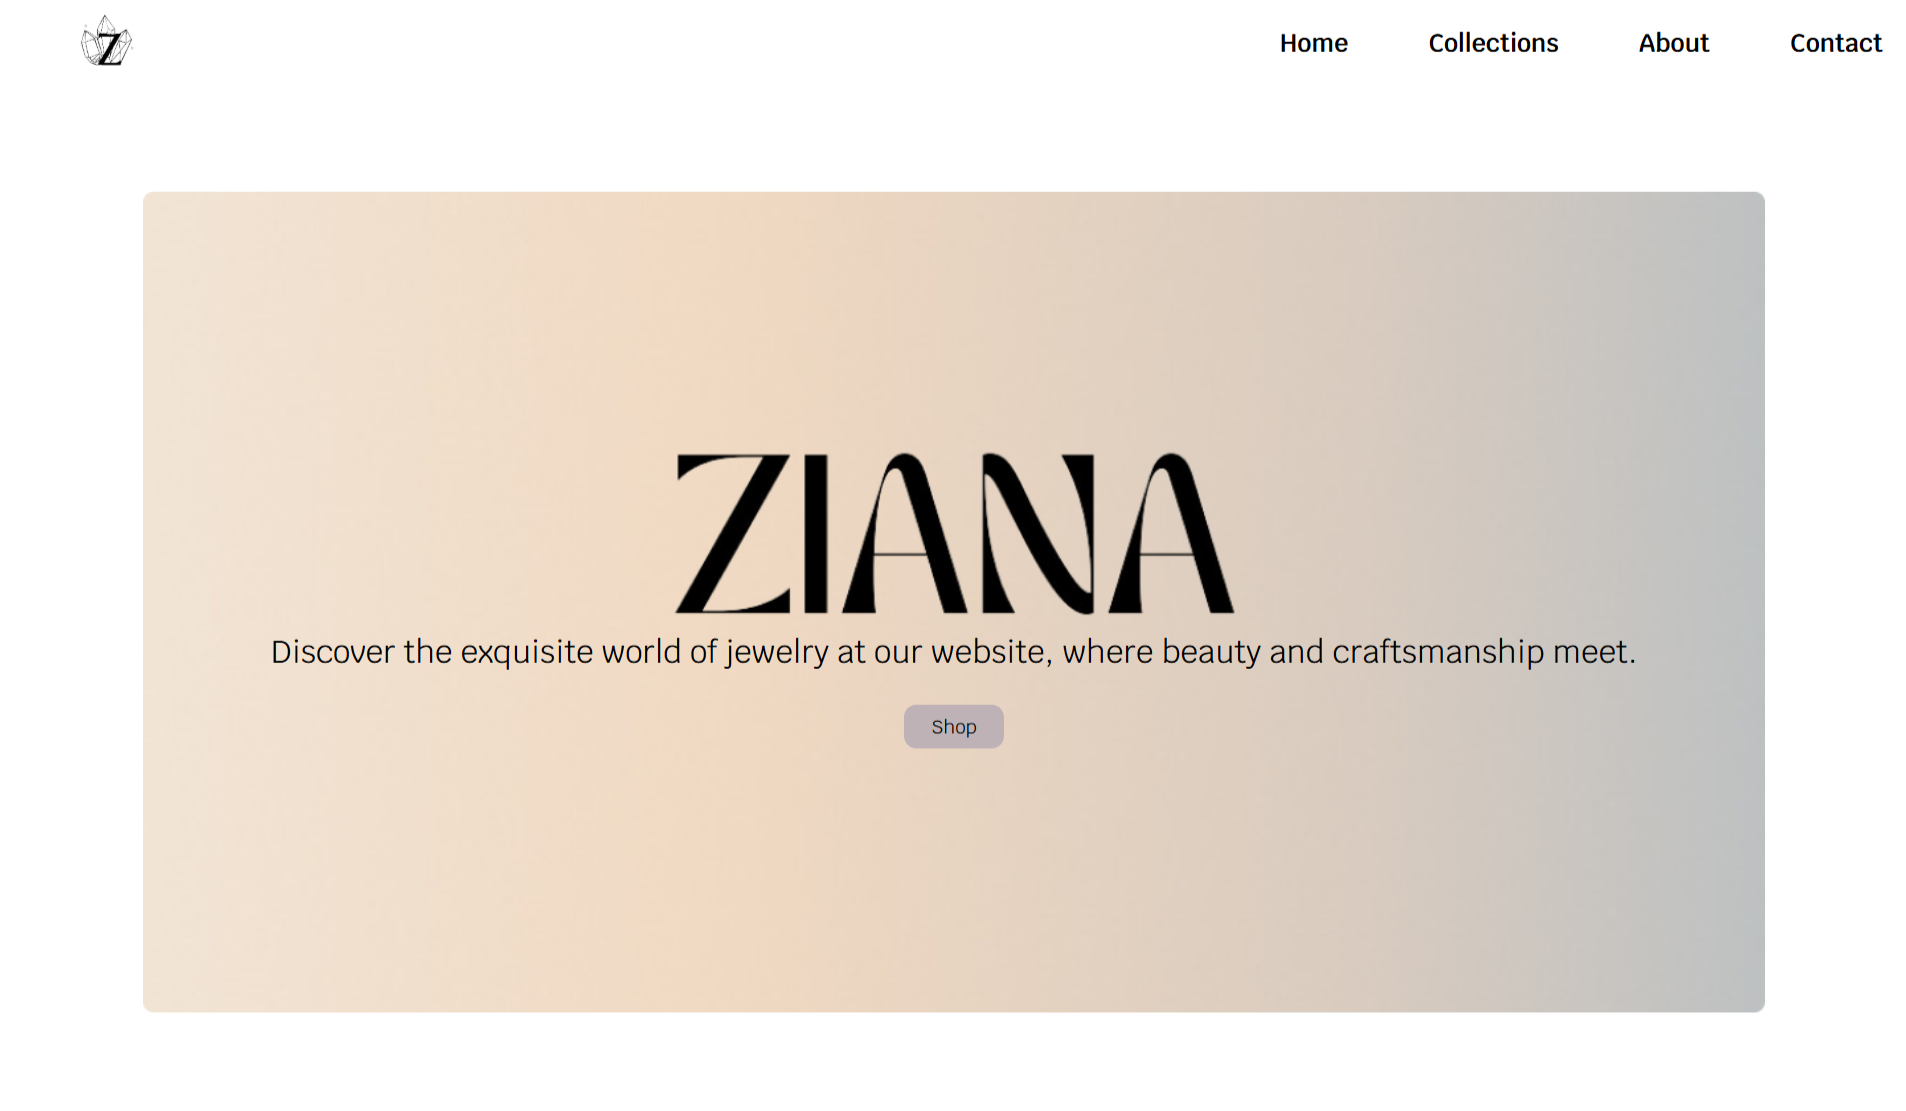 Z
Home Collections About Contact
ZIANA
Discover the exquisite world of jewelry at our website, where beauty and craftsmanship meet.
Shop